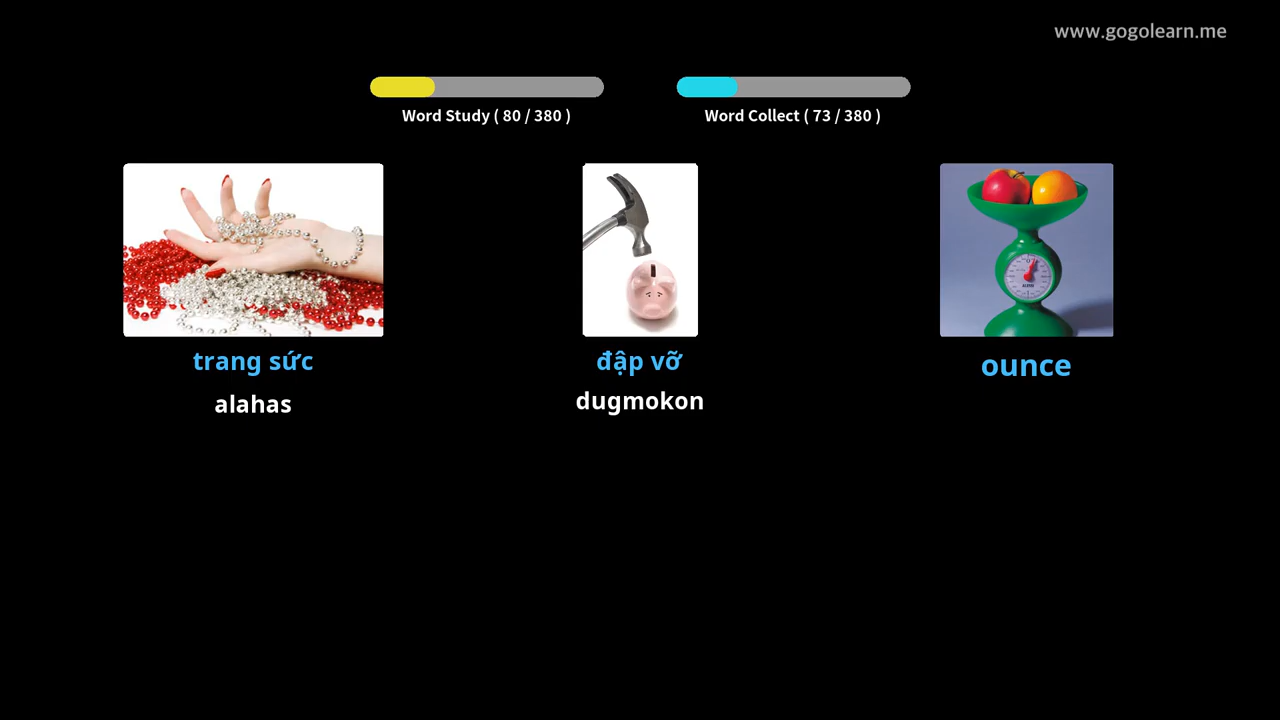 www.gogolearn.me
Word Study ( 80 / 380 )
Word Collect ( 73 / 380 )
trang sức
alahas
đập vỡ
dugmokon
ounce